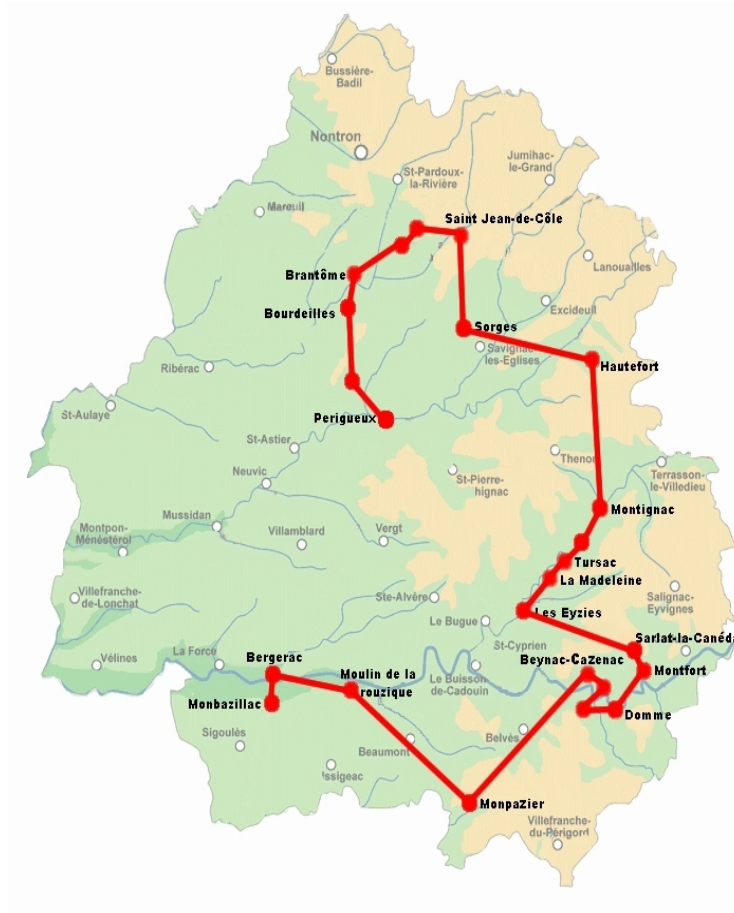 Bussière-
Badil
Nontron
St-Pardoux-
la-Rivière
Jumilhac-
le-Grand
Mareuil
Saint Jean-de-Côle
Lanouailles
Brantôme
Bourdeilles
Excideuil
Sorges
Savignac
les-Eglises
Hautefort
Ribérac
St-Aulaye
Perigueux
St-Astier
Thenon
Neuvic
St-Pierre-
hignac
Terrasson-
le-Villedieu
Montignac
Mussidan
Montpon-
Ménéstérol
Villamblard
Vergt
Tursac
La Madeleine
Villefranche-
de-Lonchat
Ste-Alvère
Salignac-
Eyvignes
Les Eyzies
Le Bugue
St-Cyprien
Sarlat-la-Canéd
La Force
Bergerac
Vélines
Beynac-Cazenac
Montfort
Moulin de la
rouzique
Le Buisson
de-Cadouin
Monbazillac
Domme
Sigoulès
Belvès
Beaumont
Issigeac
Monpazier
Villefranche-
du-Périgord